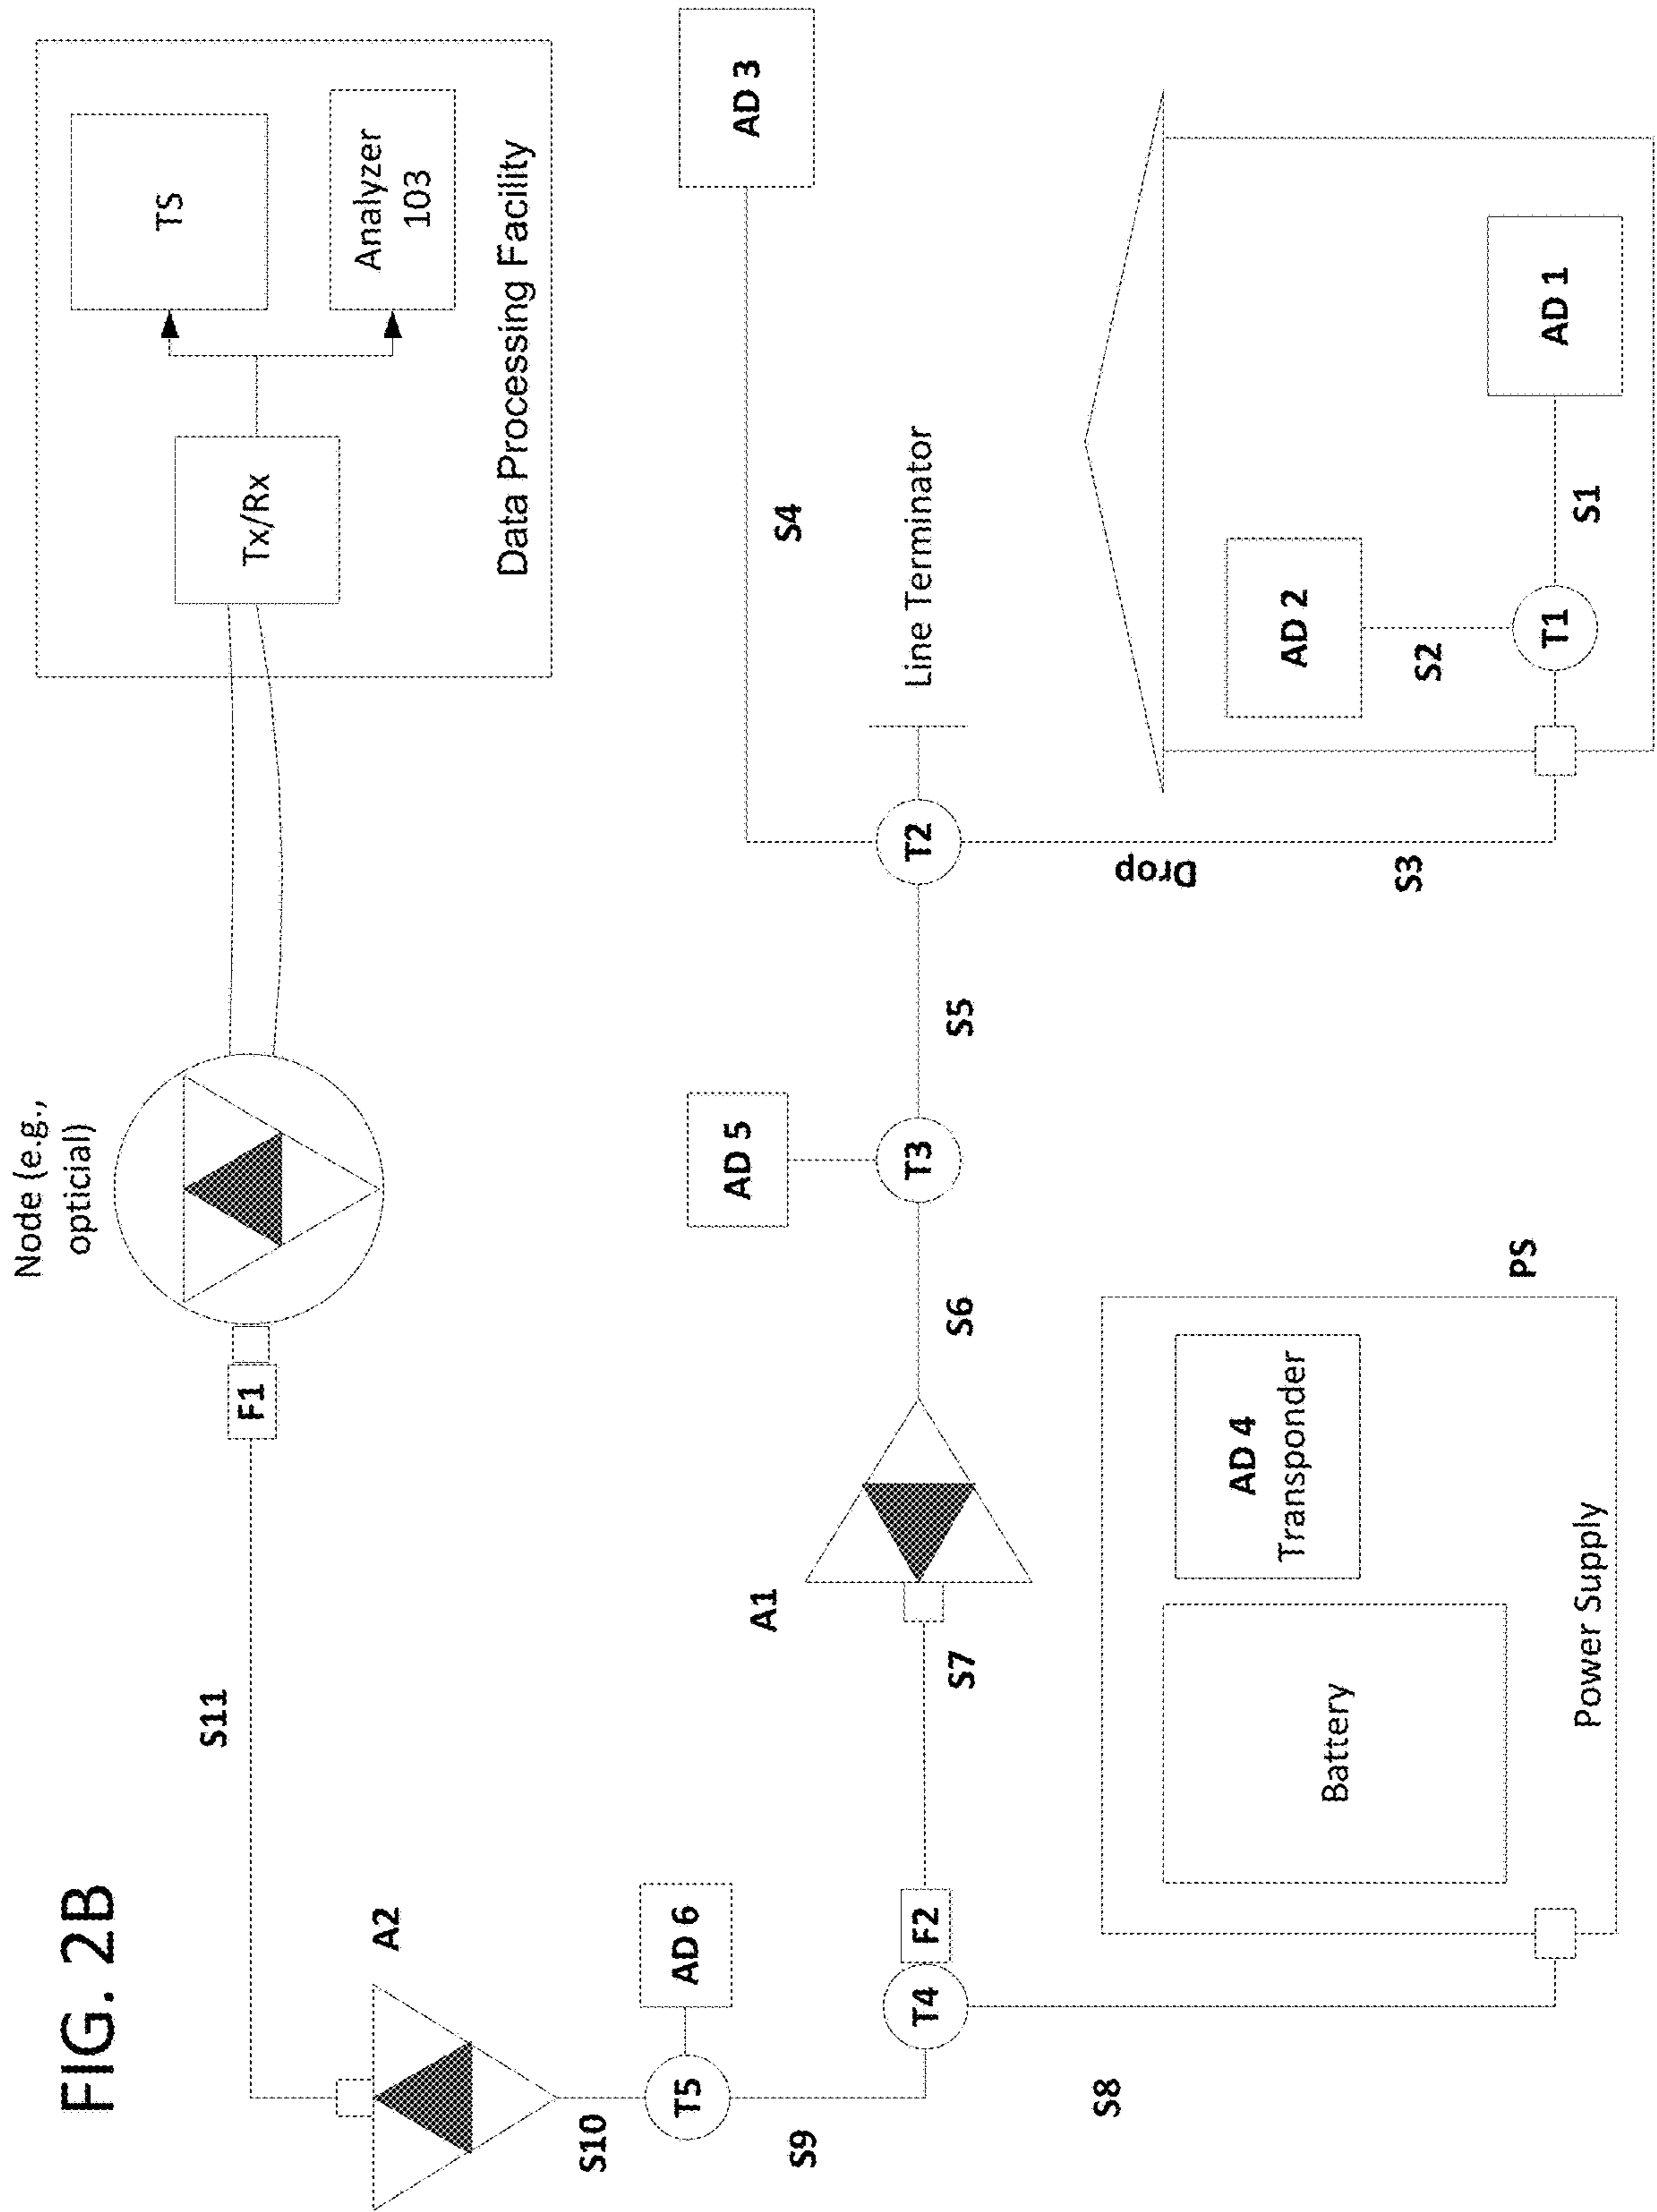 FIG. 2B
Node (e.g.,
opticial)
TS
S11
F1
Tx/Rx
Analyzer
103
A2
Data Processing Facility
S10
T5
AD 6
AD 5
AD 3
A1
S4
S9
T4
F2
T3
T2
Line Terminator
S7
S6
S5
S8
Drop
AD 4
Transponder
AD 2
Battery
S3
S2
PS
T1
AD 1
Power Supply
S1